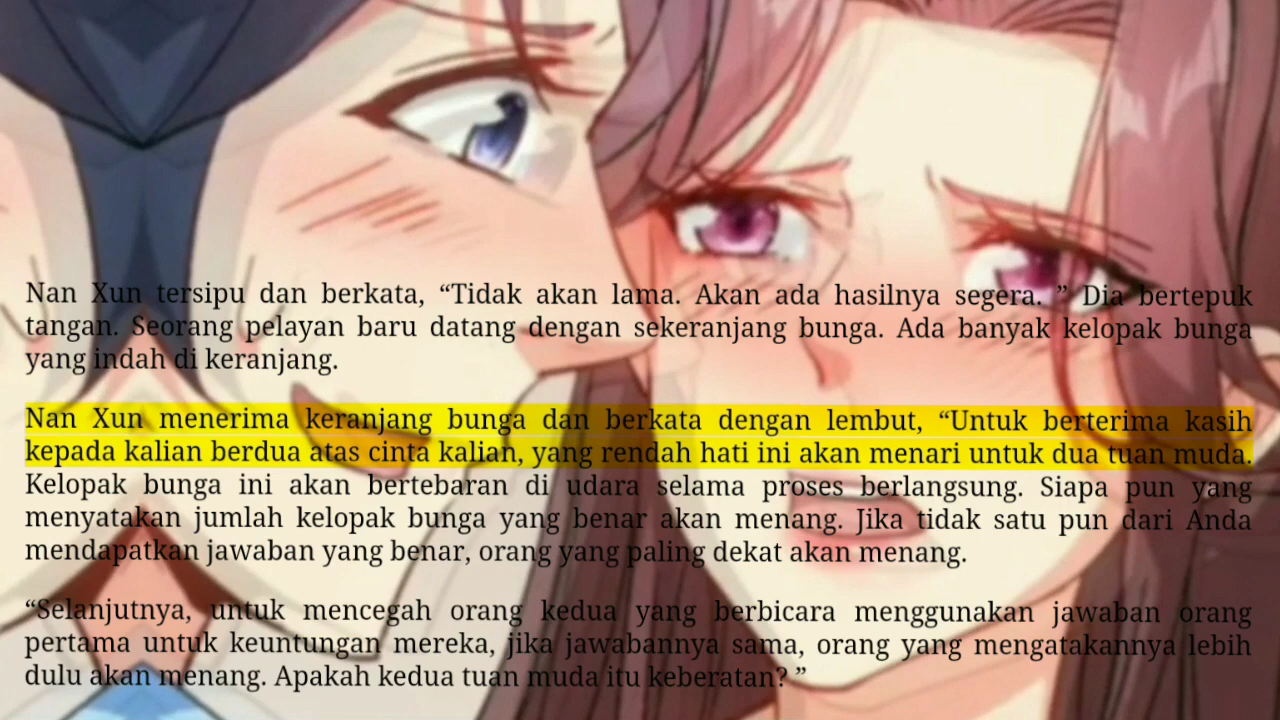 Nan Xun tersipu dan berkata, “Tidak akan lama. Akan ada hasilnya segera. ” Dia bertepuk
tangan. Seorang pelayan baru datang dengan sekeranjang bunga. Ada banyak kelopak bunga
yang indah di keranjang.
Nan Xun menerima keranjang bunga dan berkata dengan lembut, “Untuk berterima kasih
kepada kalian berdua atas cinta kalian, yang rendah hati ini akan menari untuk dua tuan muda.
Kelopak bunga ini akan bertebaran di udara selama proses berlangsung. Siapa pun yang
menyatakan jumlah kelopak bunga yang benar akan menang. Jika tidak satu pun dari Anda
mendapatkan jawaban yang benar, orang yang paling dekat akan menang.
“Selanjutnya, untuk mencegah orang kedua yang berbicara menggunakan jawaban orang
pertama untuk keuntungan mereka, jika jawabannya sama, orang yang mengatakannya lebih
dulu akan menang. Apakah kedua tuan muda itu keberatan? ”